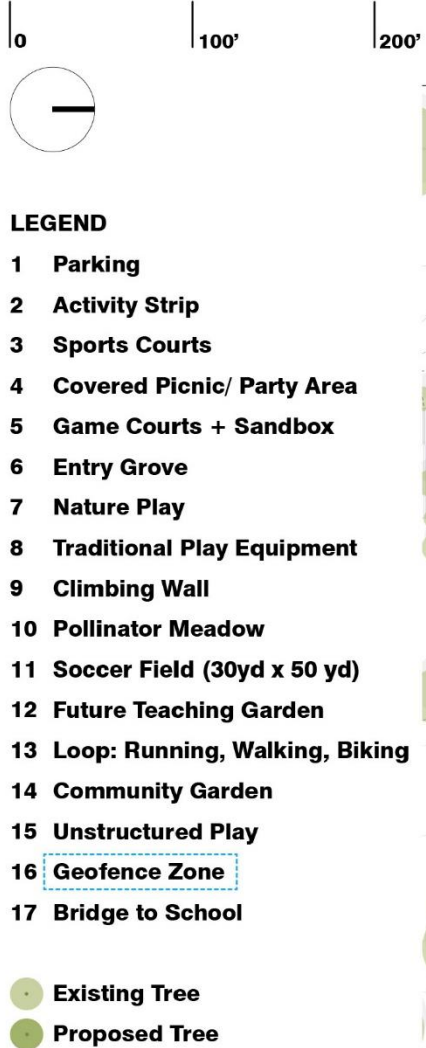 0 100’ 200’
LEGEND
1 Parking
2 Activity Strip
3 Sports Courts
4 Covered Picnic/ Party Area
5 Game Courts + Sandbox
6 Entry Grove
7 Nature Play
8 Traditional Play Equipment
9 Climbing Wall
10 Pollinator Meadow
11 Soccer Field (30yd x 50 yd)
12 Future Teaching Garden
13 Loop: Running, Walking, Biking
14 Community Garden
15 Unstructured Play
16 Geofence Zone
17 Bridge to School
Existing Tree
Proposed Tree